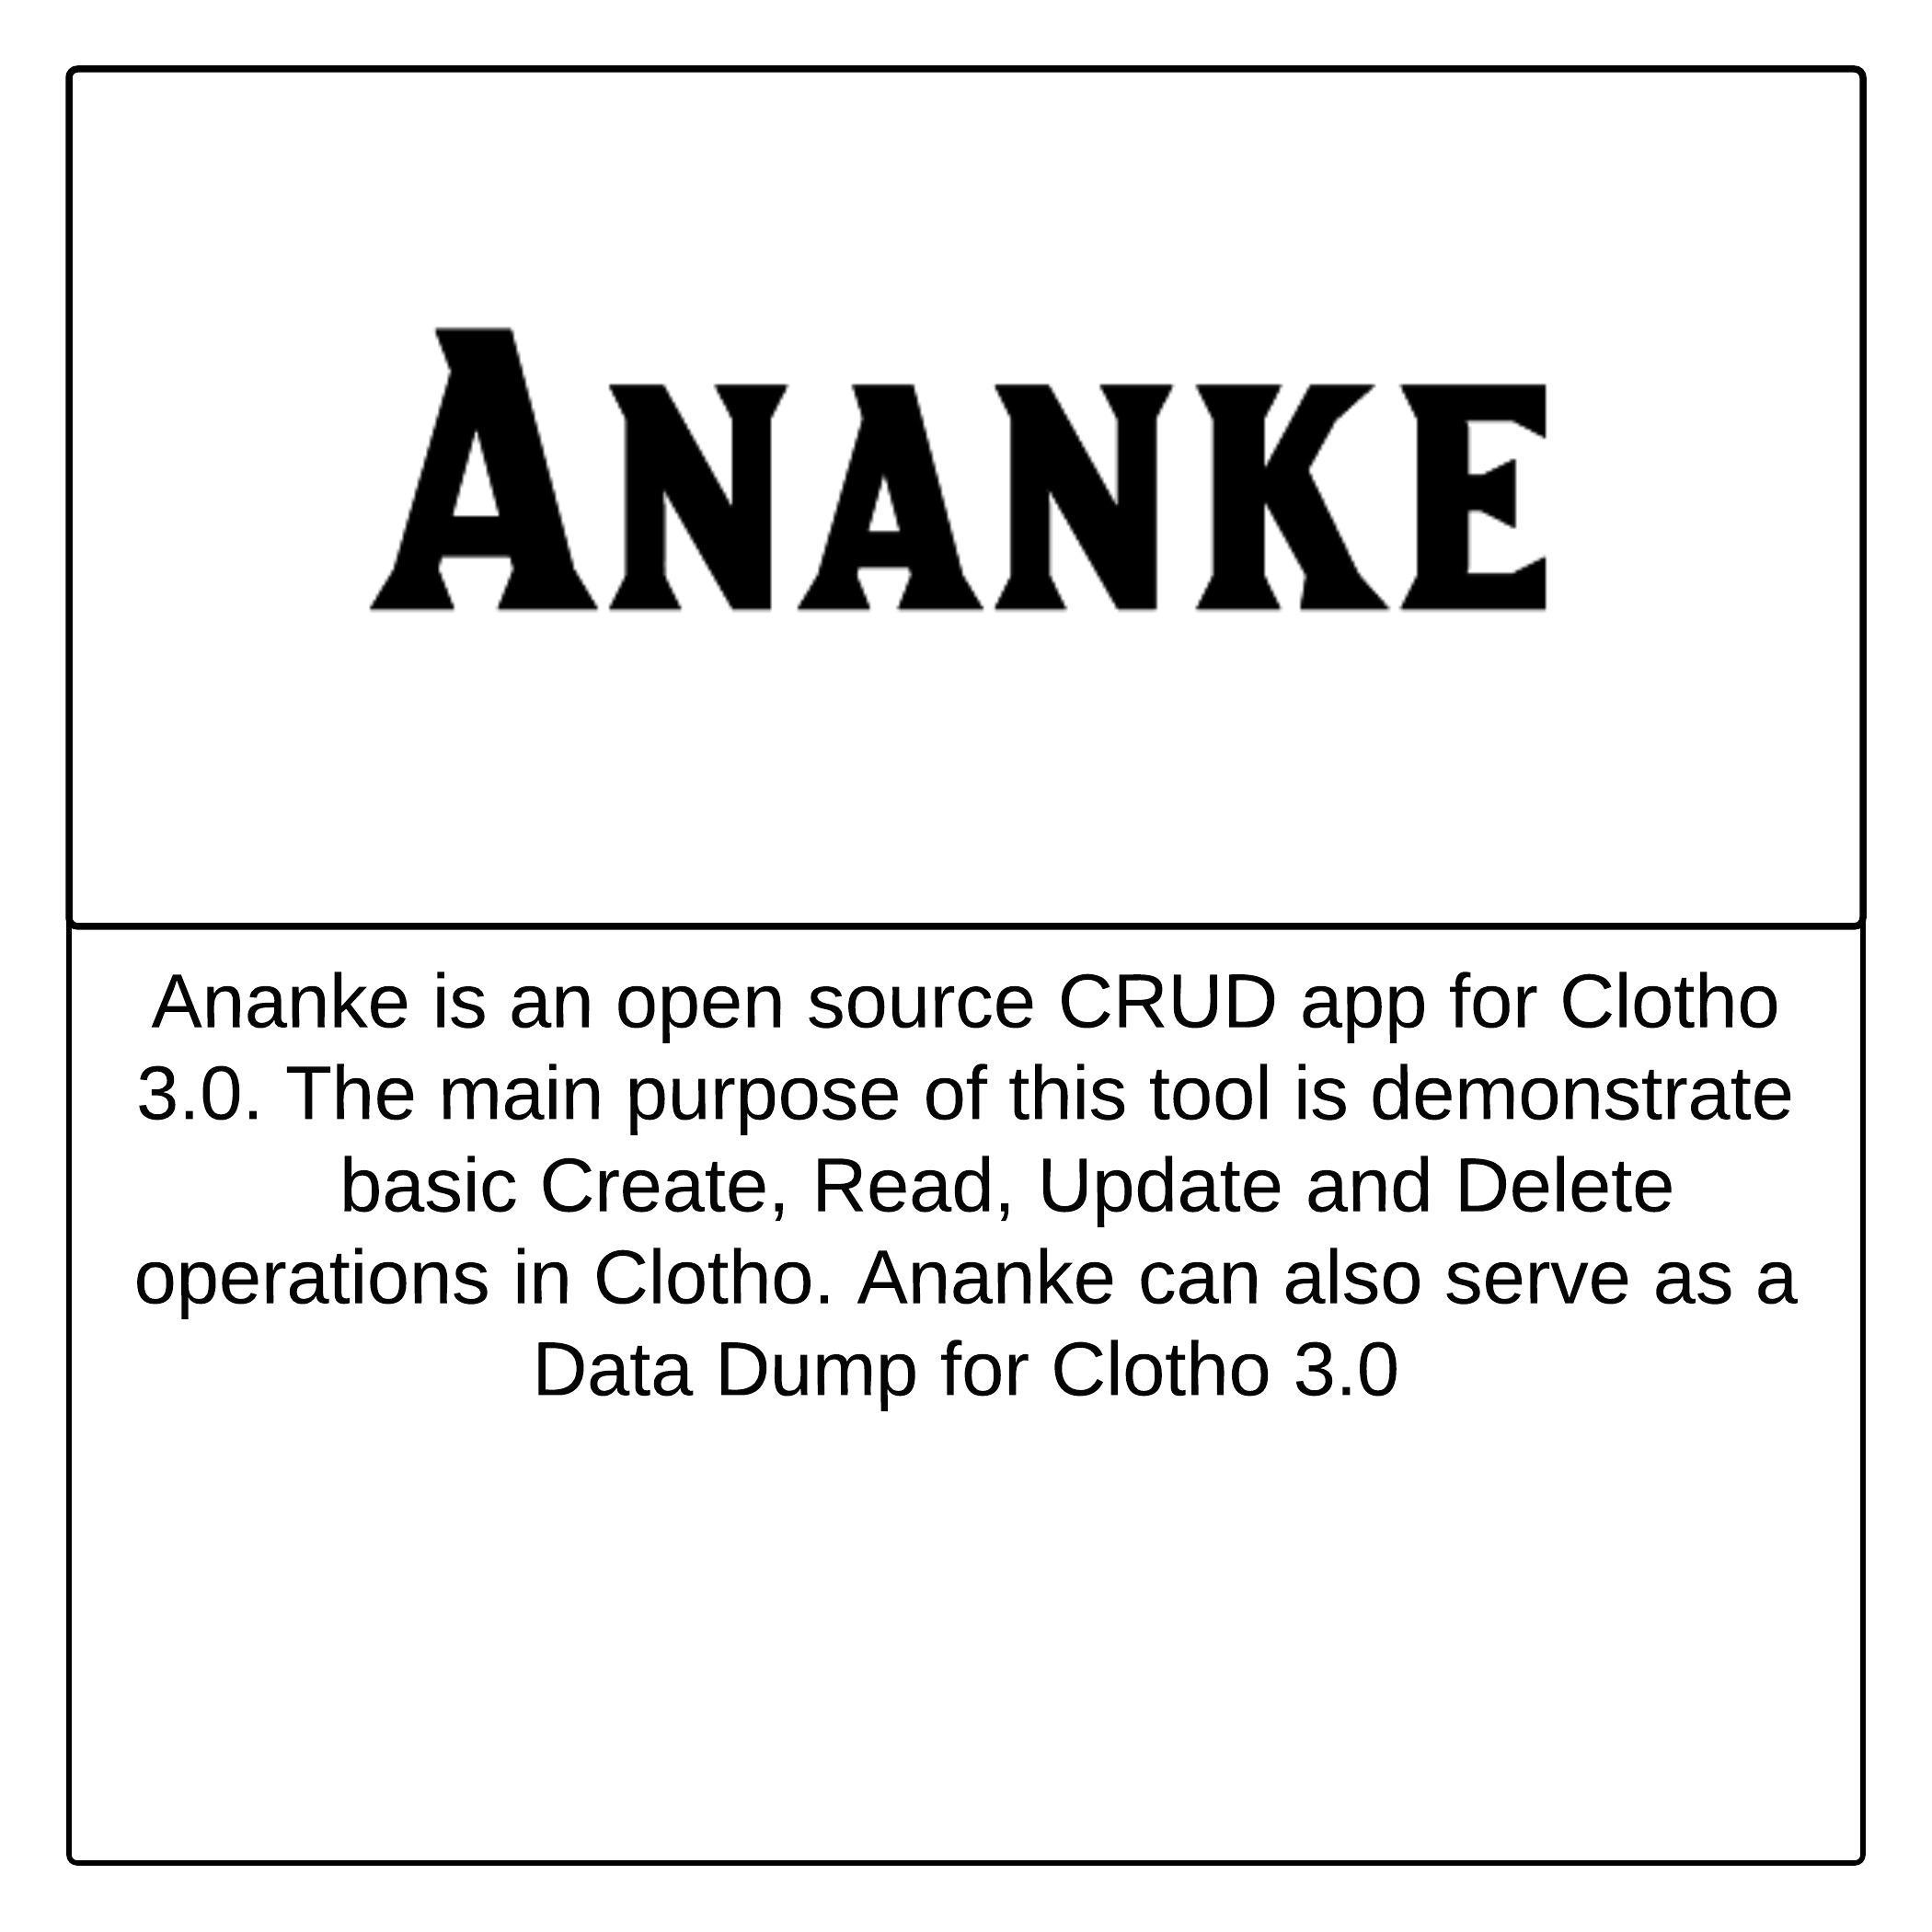 ANANKE
Ananke is an open source CRUD app for Clotho
3.0. The main purpose of this tool is demonstrate
basic Create, Read, Update and Delete
operations in Clotho. Ananke can also serve as a
Data Dump for Clotho 3.0